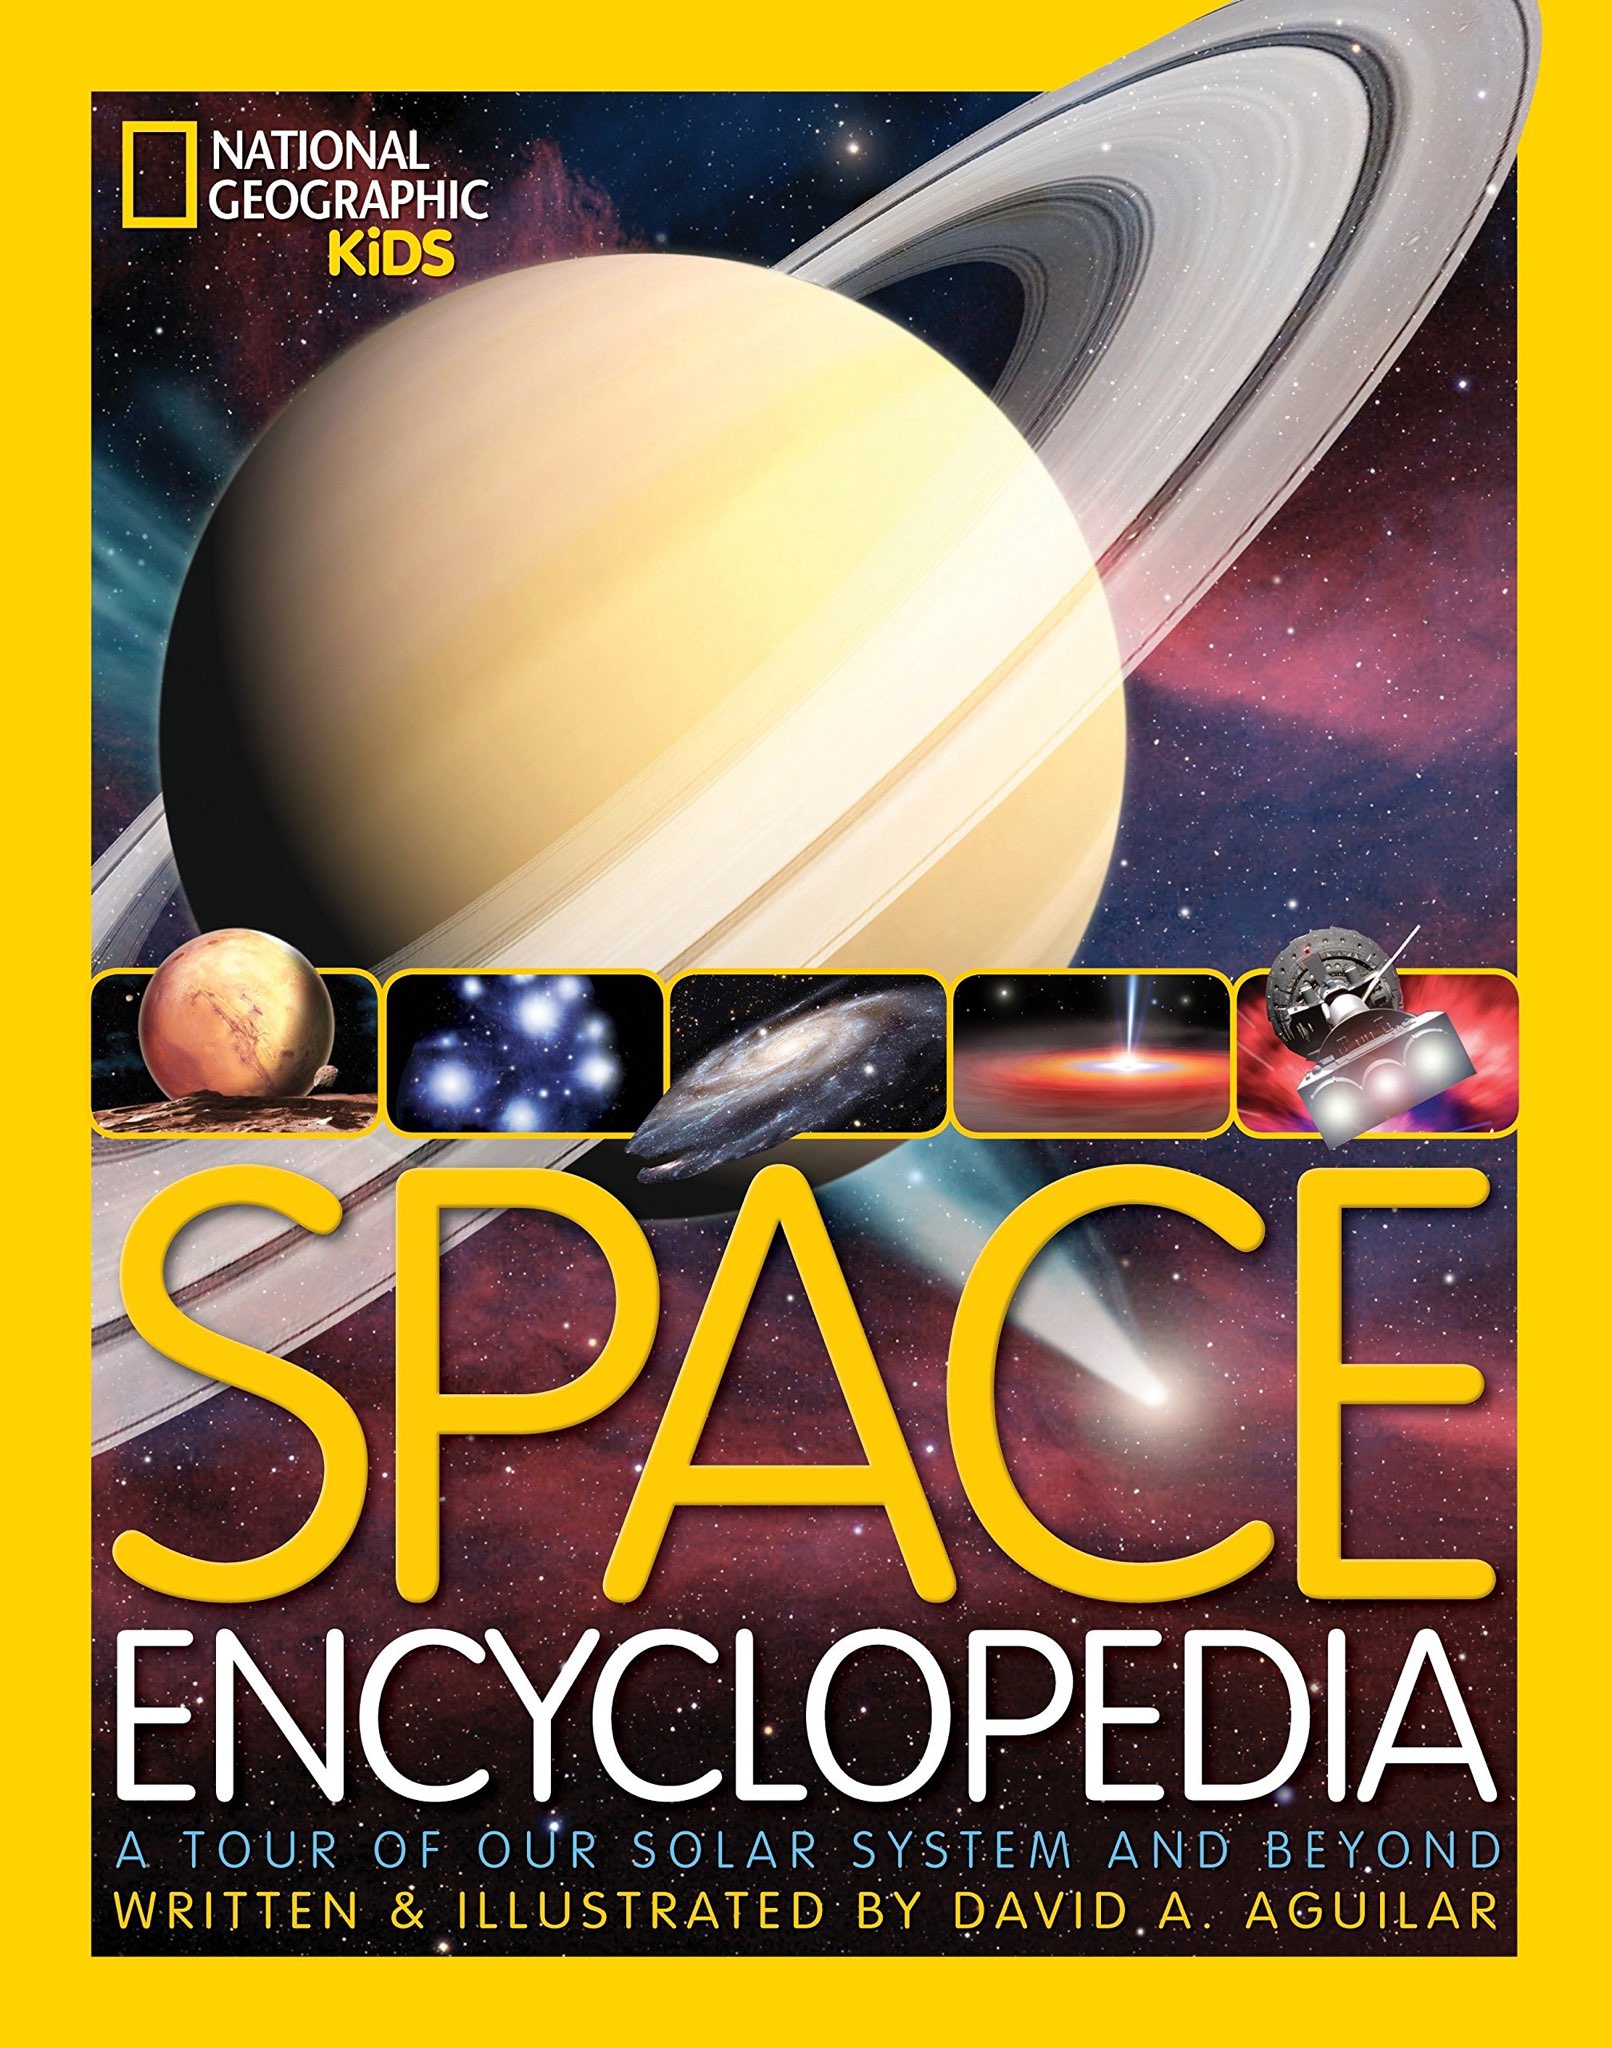 NATIONAL
GEOGRAPHIC
KiDS
SPACE
ENCYCLOPEDIA
A TOUR OF OUR SOLAR SYSTEM AND BEYOND
WRITTEN & ILLUSTRATED BY DAVID A. AGUILAR